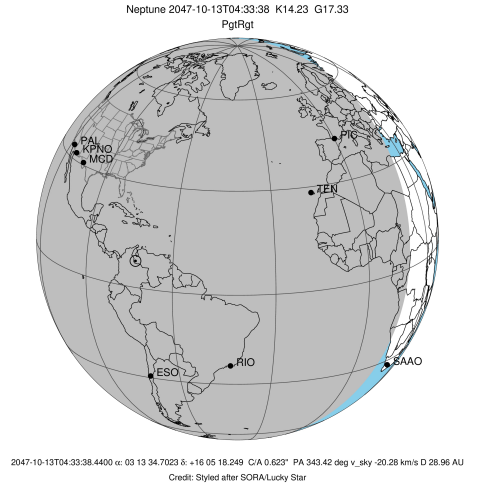 Neptune 2047-10-13T04:33:38 K14.23 G17.33
PgtRgt
PAL
KPNO
MCD
PIC
TEN
ESO
RIO
SAAO
2047-10-13T04:33:38.4400 α: 03 13 34.7023 δ: +16 05 18.249 C/A 0.623" PA 343.42 deg v_sky -20.28 km/s D 28.96 AU
Credit: Styled after SORA/Lucky Star